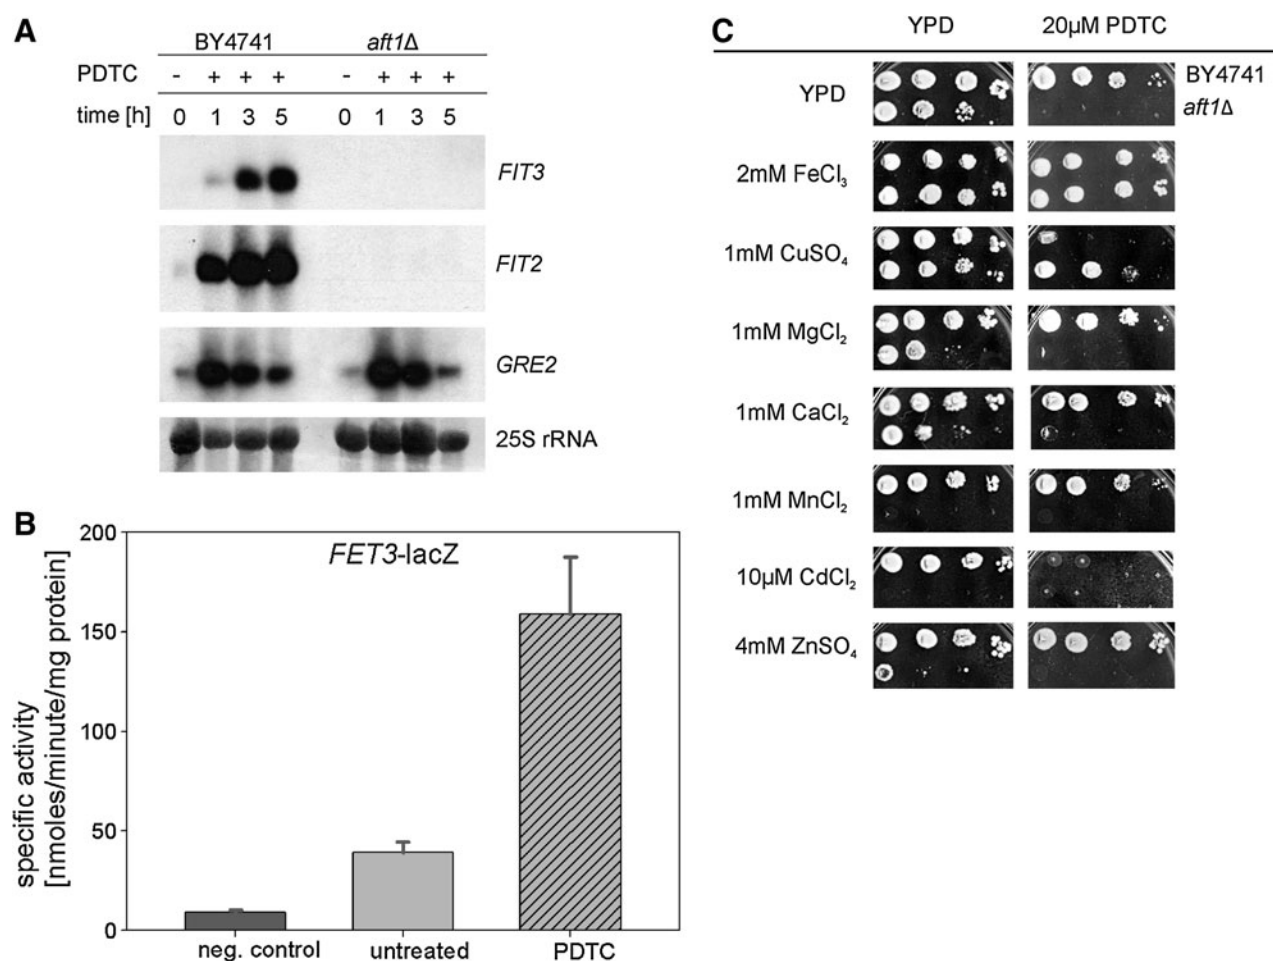 A
BY4741 aft1Δ
PDTC - + + + - + + +
time [h] 0 1 3 5 0 1 3 5
FIT3
FIT2
GRE2
25S rRNA
B
FET3-lacZ
specific activity
[nmoles/minute/mg protein]
200
150
100
50
0
neg. control untreated PDTC
C
YPD 20µM PDTC
YPD
BY4741
aft1Δ
2mM FeCl₃
1mM CuSO₄
1mM MgCl₂
1mM CaCl₂
1mM MnCl₂
10µM CdCl₂
4mM ZnSO₄